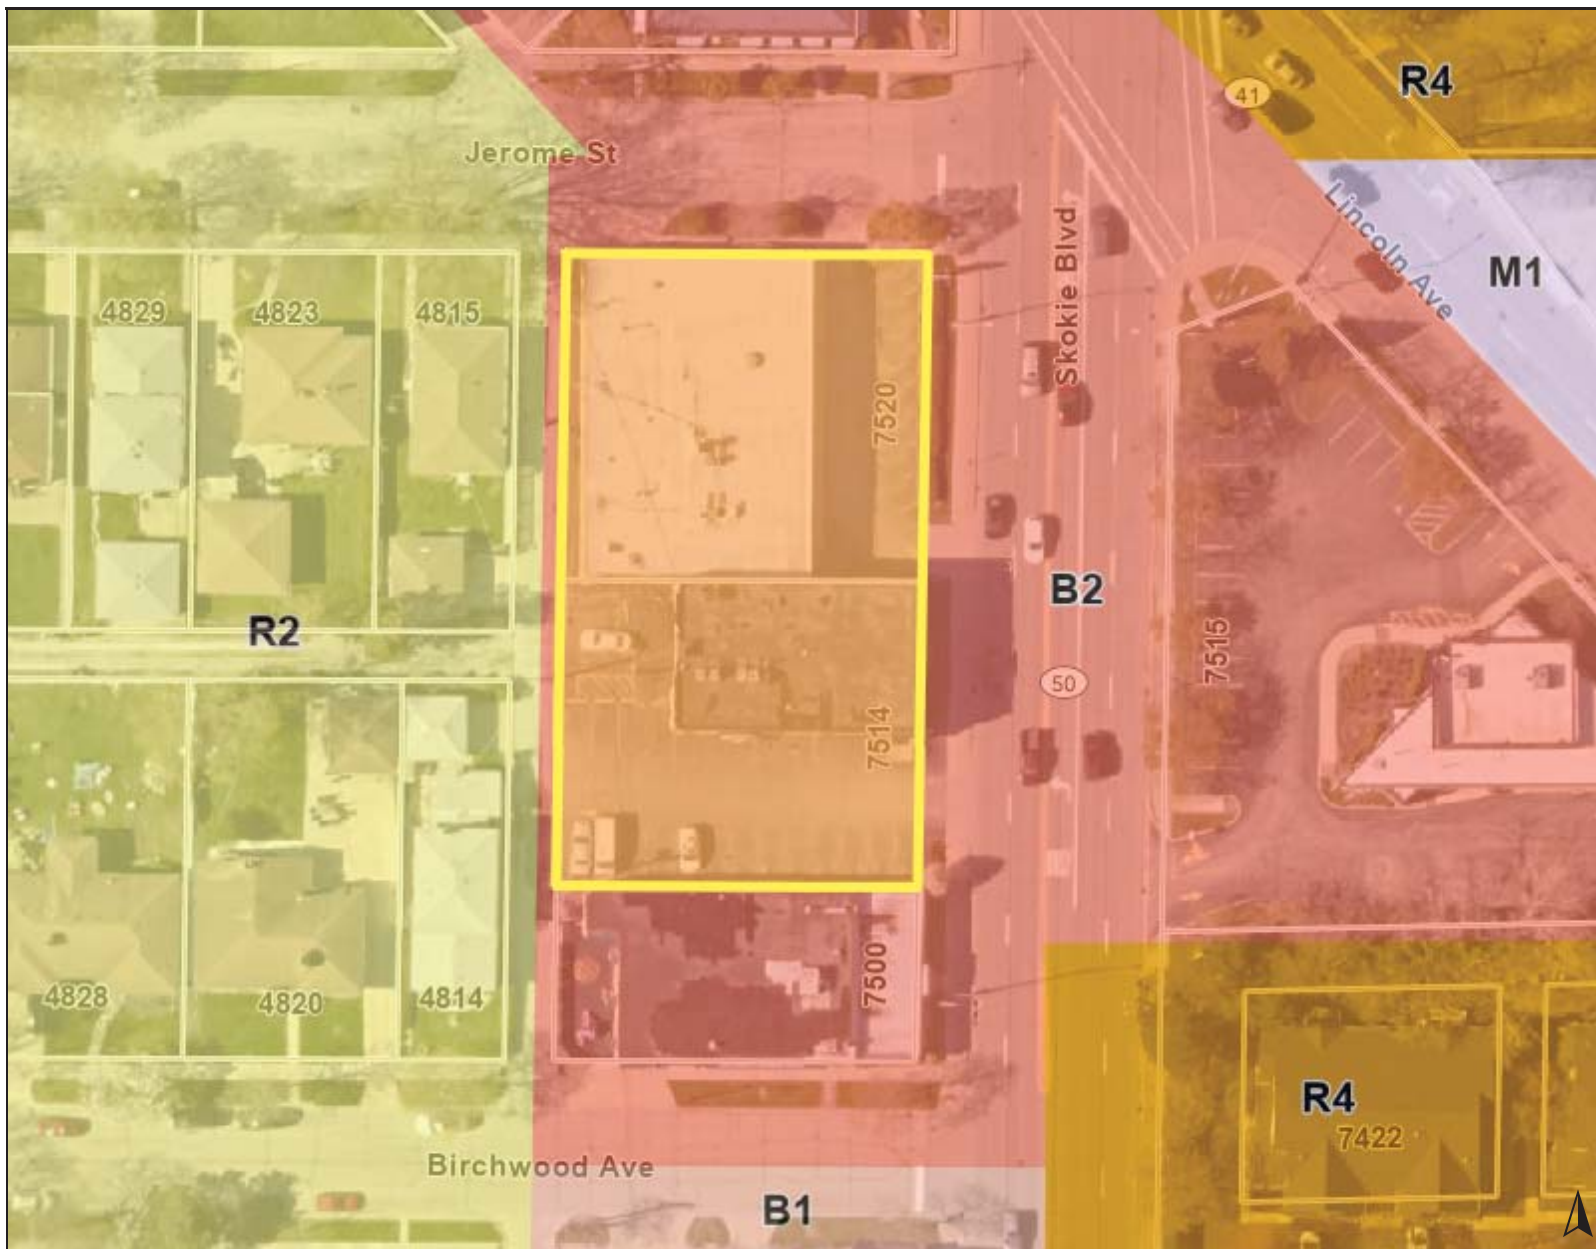 R4
41
Jerome St
Lincoln Ave
Skokie Blvd
M1
4829
4823
4815
7520
B2
R2
7515
50
7514
7500
4828
4820
4814
R4
7422
Birchwood Ave
B1